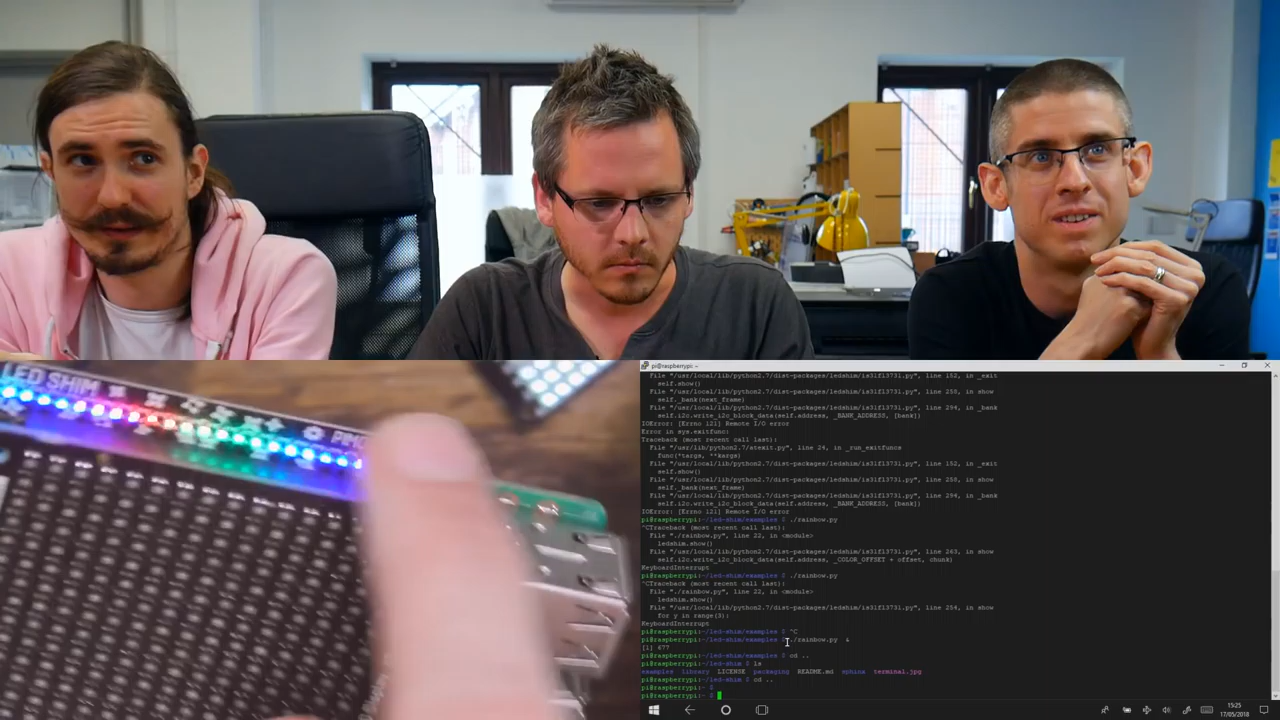 LED SHIM
PIM
pi@raspberrypi: ~
File "/usr/local/lib/python2.7/dist-packages/ledshim/is31fl3731.py", line 152, in _exit
self.show()
File "/usr/local/lib/python2.7/dist-packages/ledshim/is31fl3731.py", line 258, in show
self._bank(next_frame)
File "/usr/local/lib/python2.7/dist-packages/ledshim/is31fl3731.py", line 294, in _bank
self.i2c.write_i2c_block_data(self.address, _BANK_ADDRESS, [bank])
IOError: [Errno 121] Remote I/O error
Error in sys.exitfunc:
Traceback (most recent call last):
File "/usr/lib/python2.7/atexit.py", line 24, in _run_exitfuncs
func(*targs, **kargs)
File "/usr/local/lib/python2.7/dist-packages/ledshim/is31fl3731.py", line 152, in _exit
self.show()
File "/usr/local/lib/python2.7/dist-packages/ledshim/is31fl3731.py", line 258, in show
self._bank(next_frame)
File "/usr/local/lib/python2.7/dist-packages/ledshim/is31fl3731.py", line 294, in _bank
self.i2c.write_i2c_block_data(self.address, _BANK_ADDRESS, [bank])
IOError: [Errno 121] Remote I/O error
pi@raspberrypi:~/led-shim/examples $ ./rainbow.py
^CTraceback (most recent call last):
File "./rainbow.py", line 22, in <module>
ledshim.show()
File "/usr/local/lib/python2.7/dist-packages/ledshim/is31fl3731.py", line 263, in show
self.i2c.write_i2c_block_data(self.address, _COLOR_OFFSET + offset, chunk)
KeyboardInterrupt
pi@raspberrypi:~/led-shim/examples $ ./rainbow.py
^CTraceback (most recent call last):
File "./rainbow.py", line 22, in <module>
ledshim.show()
File "/usr/local/lib/python2.7/dist-packages/ledshim/is31fl3731.py", line 254, in show
for y in range(3):
KeyboardInterrupt
pi@raspberrypi:~/led-shim/examples $ ^C
pi@raspberrypi:~/led-shim/examples $ ./rainbow.py &
[1] 677
pi@raspberrypi:~/led-shim/examples $ cd ..
pi@raspberrypi:~/led-shim $ ls
examples library LICENSE packaging README.md sphinx terminal.jpg
pi@raspberrypi:~/led-shim $ cd ..
pi@raspberrypi:~ $
pi@raspberrypi:~ $
15:25
17/05/2018